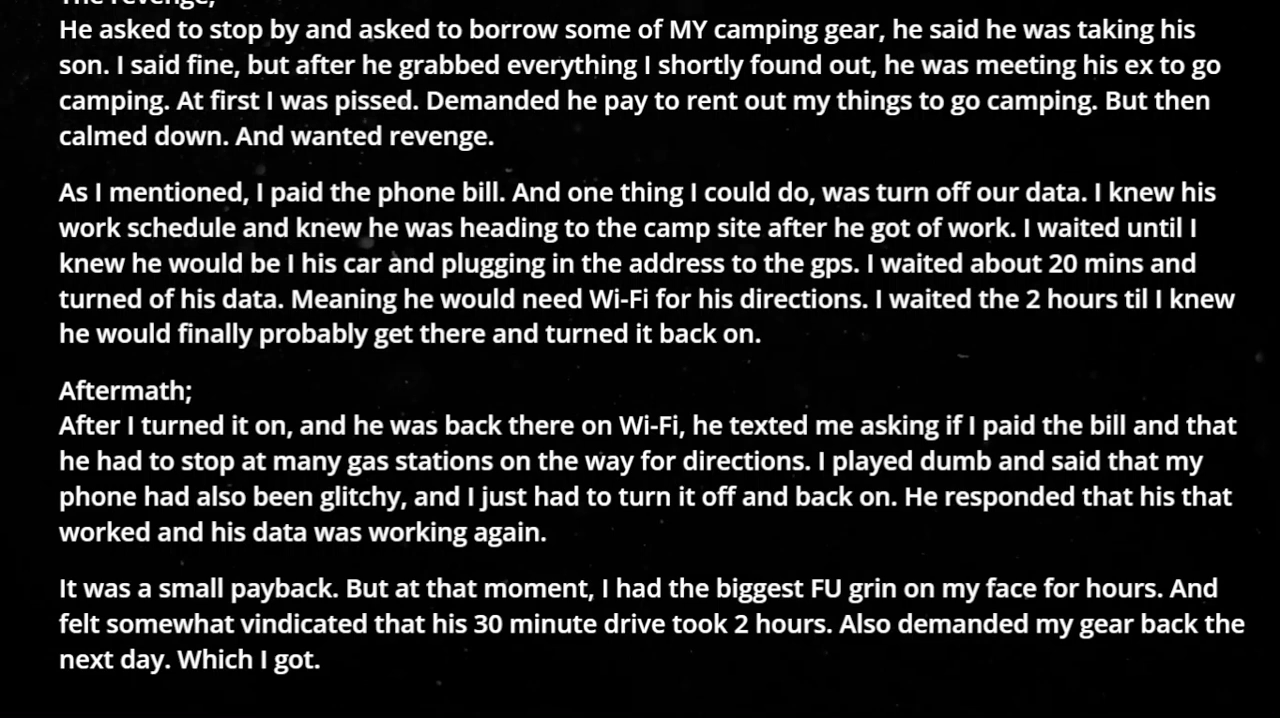 The revenge;
He asked to stop by and asked to borrow some of MY camping gear, he said he was taking his
son. I said fine, but after he grabbed everything I shortly found out, he was meeting his ex to go
camping. At first I was pissed. Demanded he pay to rent out my things to go camping. But then
calmed down. And wanted revenge.
As I mentioned, I paid the phone bill. And one thing I could do, was turn off our data. I knew his
work schedule and knew he was heading to the camp site after he got of work. I waited until I
knew he would be I his car and plugging in the address to the gps. I waited about 20 mins and
turned of his data. Meaning he would need Wi-Fi for his directions. I waited the 2 hours til I knew
he would finally probably get there and turned it back on.
Aftermath;
After I turned it on, and he was back there on Wi-Fi, he texted me asking if I paid the bill and that
he had to stop at many gas stations on the way for directions. I played dumb and said that my
phone had also been glitchy, and I just had to turn it off and back on. He responded that his that
worked and his data was working again.
It was a small payback. But at that moment, I had the biggest FU grin on my face for hours. And
felt somewhat vindicated that his 30 minute drive took 2 hours. Also demanded my gear back the
next day. Which I got.